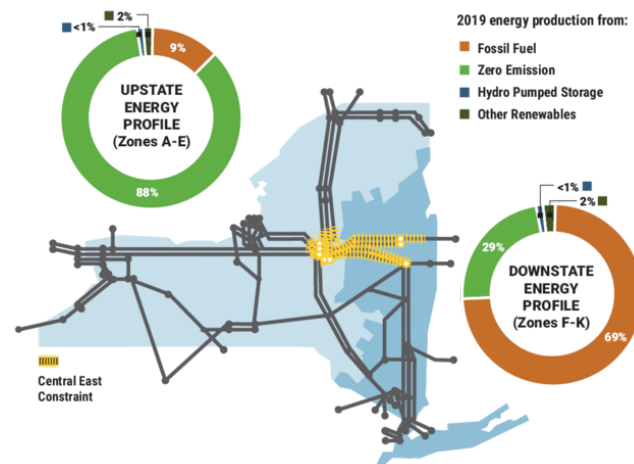 2%
<1%
9%
UPSTATE
ENERGY
PROFILE
(Zones A-E)
88%
2019 energy production from:
Fossil Fuel
Zero Emission
Hydro Pumped Storage
Other Renewables
<1%
2%
29%
DOWNSTATE
ENERGY
PROFILE
(Zones F-K)
69%
Central East
Constraint